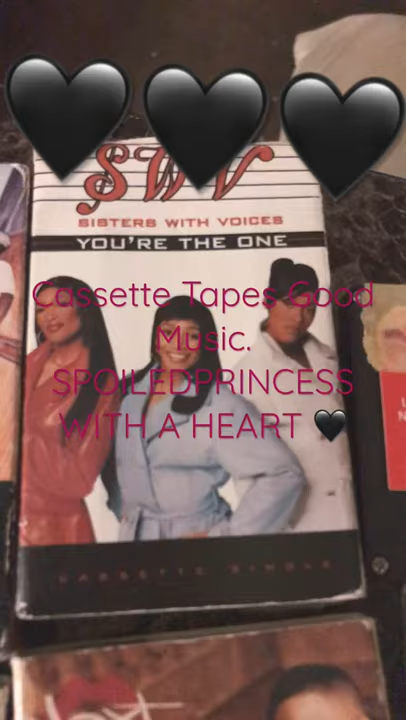 SWV
SISTERS WITH VOICES
YOU'RE THE ONE
Cassette Tapes Good
Music.
SPOILEDPRINCESS
WITH A HEART 🖤
CASSETTE SINGLE